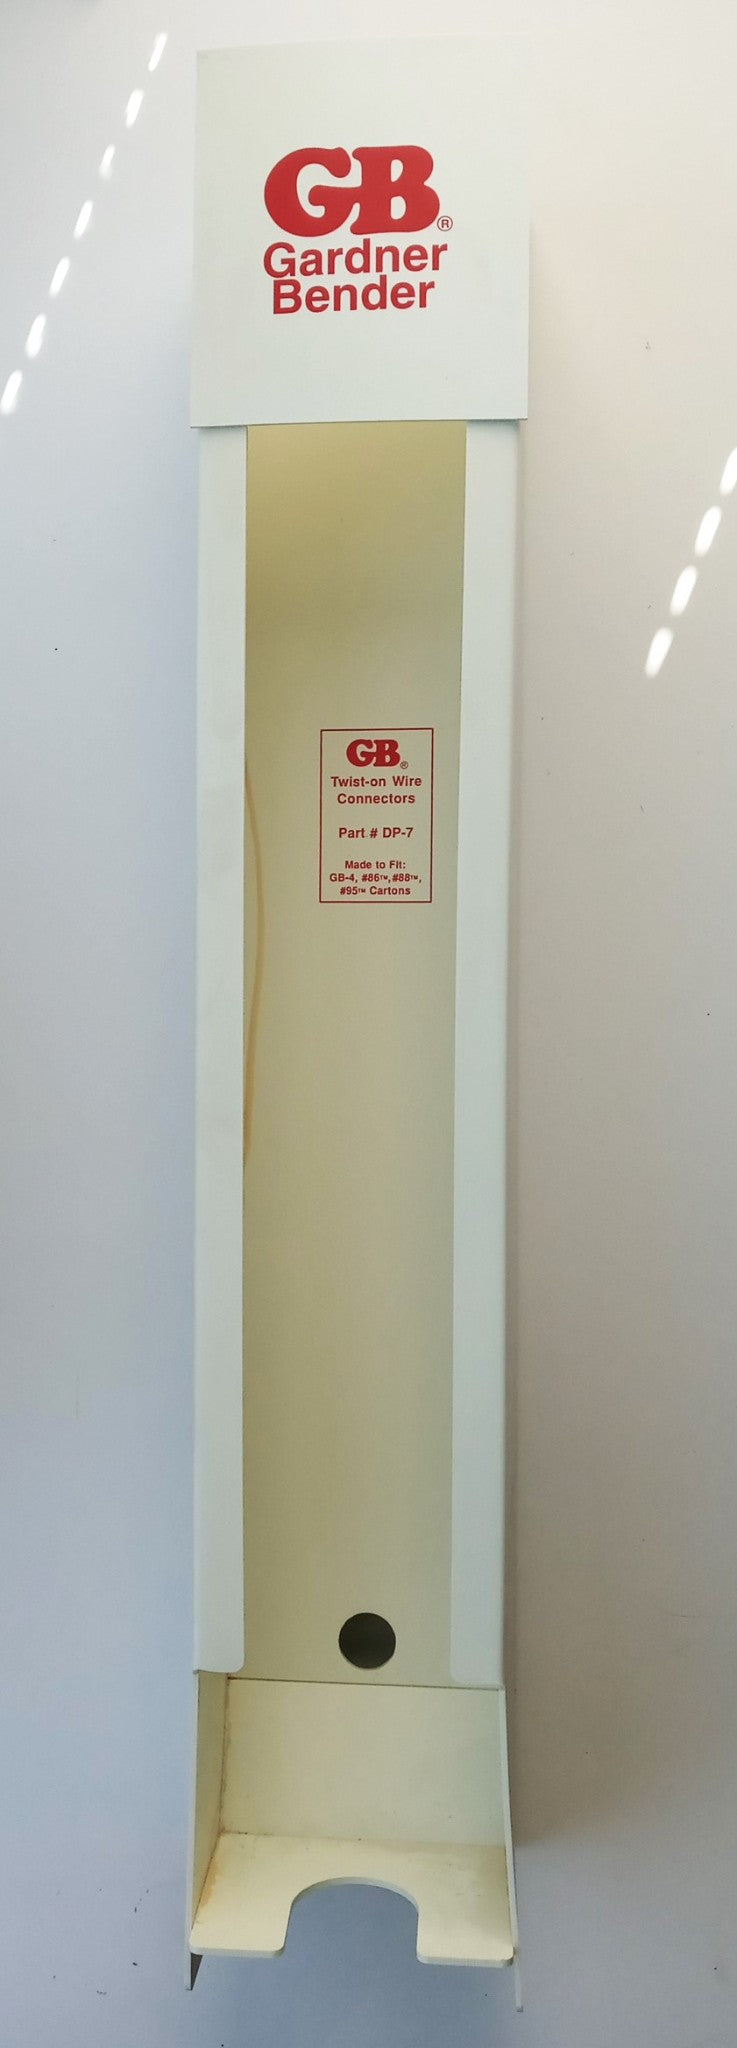 GB®
Gardner
Bender
GB®
Twist-on Wire
Connectors
Part # DP-7
Made to Fit:
GB-4, #86™, #88™,
#95™ Cartons